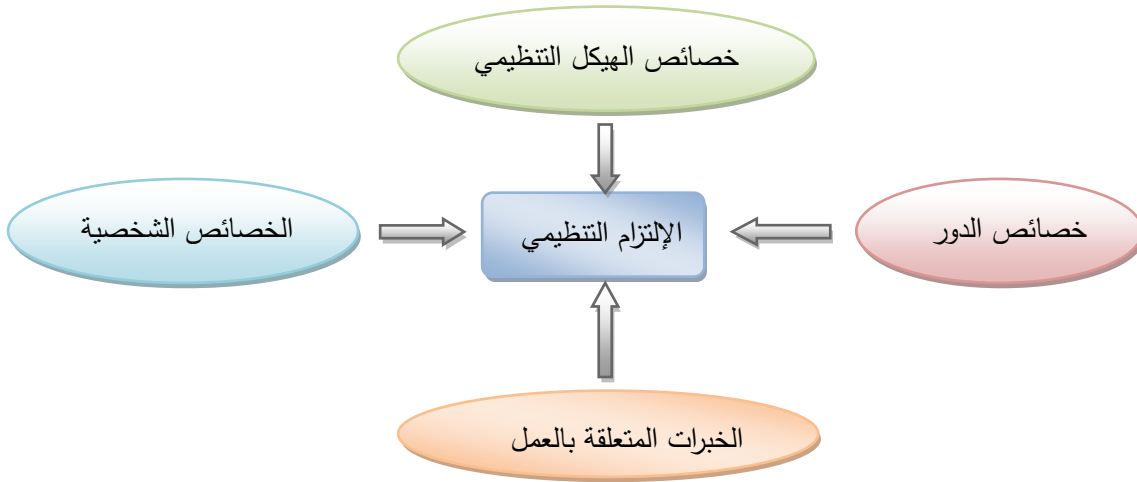 خصائص الهيكل التنظيمي
خصائص الدور
الإلتزام التنظيمي
الخصائص الشخصية
الخبرات المتعلقة بالعمل